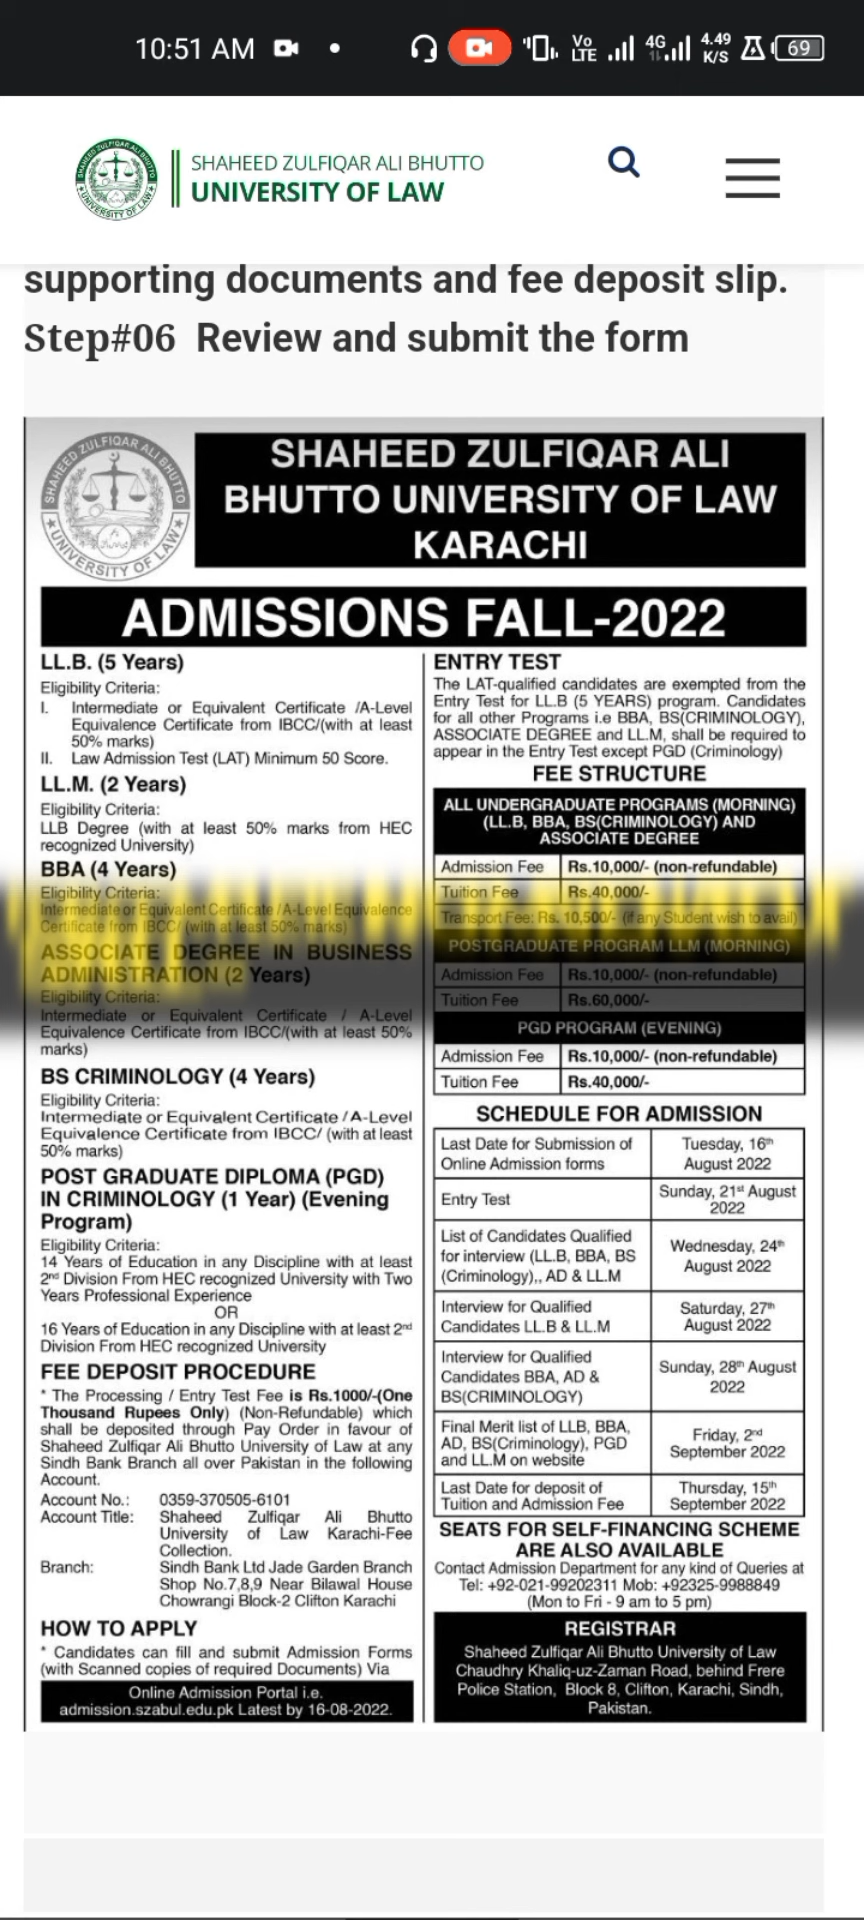 10:51 AM
Vo
LTE
4G
4.49
K/S
69
SHAHEED ZULFIQAR ALI BHUTTO
UNIVERSITY OF LAW
supporting documents and fee deposit slip.
Step#06 Review and submit the form
SHAHEED ZULFIQAR ALI BHUTTO
UNIVERSITY OF LAW
SHAHEED ZULFIQAR ALI
BHUTTO UNIVERSITY OF LAW
KARACHI
ADMISSIONS FALL-2022
LL.B. (5 Years)
Eligibility Criteria:
I. Intermediate or Equivalent Certificate /A-Level
Equivalence Certificate from IBCC/(with at least
50% marks)
II. Law Admission Test (LAT) Minimum 50 Score.
LL.M. (2 Years)
Eligibility Criteria:
LLB Degree (with at least 50% marks from HEC
recognized University)
BBA (4 Years)
Eligibility Criteria:
Intermediate or Equivalent Certificate / A-Level Equivalence
Certificate from IBCC/ (with at least 50% marks)
ASSOCIATE DEGREE IN BUSINESS
ADMINISTRATION (2 Years)
Eligibility Criteria:
Intermediate or Equivalent Certificate / A-Level
Equivalence Certificate from IBCC/(with at least 50%
marks)
BS CRIMINOLOGY (4 Years)
Eligibility Criteria:
Intermediate or Equivalent Certificate / A-Level
Equivalence Certificate from IBCC/ (with at least
50% marks)
POST GRADUATE DIPLOMA (PGD)
IN CRIMINOLOGY (1 Year) (Evening
Program)
Eligibility Criteria:
14 Years of Education in any Discipline with at least
2nd Division From HEC recognized University with Two
Years Professional Experience
OR
16 Years of Education in any Discipline with at least 2nd
Division From HEC recognized University
FEE DEPOSIT PROCEDURE
* The Processing / Entry Test Fee is Rs.1000/-(One
Thousand Rupees Only) (Non-Refundable) which
shall be deposited through Pay Order in favour of
Shaheed Zulfiqar Ali Bhutto University of Law at any
Sindh Bank Branch all over Pakistan in the following
Account.
Account No.: 0359-370505-6101
Account Title: Shaheed Zulfiqar Ali Bhutto
University of Law Karachi-Fee
Collection.
Branch: Sindh Bank Ltd Jade Garden Branch
Shop No.7,8,9 Near Bilawal House
Chowrangi Block-2 Clifton Karachi
HOW TO APPLY
* Candidates can fill and submit Admission Forms
(with Scanned copies of required Documents) Via
Online Admission Portal i.e.
admission.szabul.edu.pk Latest by 16-08-2022.
ENTRY TEST
The LAT-qualified candidates are exempted from the
Entry Test for LL.B (5 YEARS) program. Candidates
for all other Programs i.e BBA, BS(CRIMINOLOGY),
ASSOCIATE DEGREE and LL.M, shall be required to
appear in the Entry Test except PGD (Criminology)
FEE STRUCTURE
ALL UNDERGRADUATE PROGRAMS (MORNING)
(LL.B, BBA, BS(CRIMINOLOGY) AND
ASSOCIATE DEGREE
Admission Fee Rs.10,000/- (non-refundable)
Tuition Fee Rs.40,000/-
Transport Fee: Rs. 10,500/- (if any Student wish to avail)
POSTGRADUATE PROGRAM LLM (MORNING)
Admission Fee Rs.10,000/- (non-refundable)
Tuition Fee Rs.60,000/-
PGD PROGRAM (EVENING)
Admission Fee Rs.10,000/- (non-refundable)
Tuition Fee Rs.40,000/-
SCHEDULE FOR ADMISSION
Last Date for Submission of Tuesday, 16th
Online Admission forms August 2022
Entry Test Sunday, 21st August
2022
List of Candidates Qualified
for interview (LL.B, BBA, BS Wednesday, 24th
(Criminology),, AD & LL.M August 2022
Interview for Qualified Saturday, 27th
Candidates LL.B & LL.M August 2022
Interview for Qualified
Candidates BBA, AD & Sunday, 28th August
BS(CRIMINOLOGY) 2022
Final Merit list of LLB, BBA,
AD, BS(Criminology), PGD Friday, 2nd
and LL.M on website September 2022
Last Date for deposit of Thursday, 15th
Tuition and Admission Fee September 2022
SEATS FOR SELF-FINANCING SCHEME
ARE ALSO AVAILABLE
Contact Admission Department for any kind of Queries at
Tel: +92-021-99202311 Mob: +92325-9988849
(Mon to Fri - 9 am to 5 pm)
REGISTRAR
Shaheed Zulfiqar Ali Bhutto University of Law
Chaudhry Khaliq-uz-Zaman Road, behind Frere
Police Station, Block 8, Clifton, Karachi, Sindh,
Pakistan.